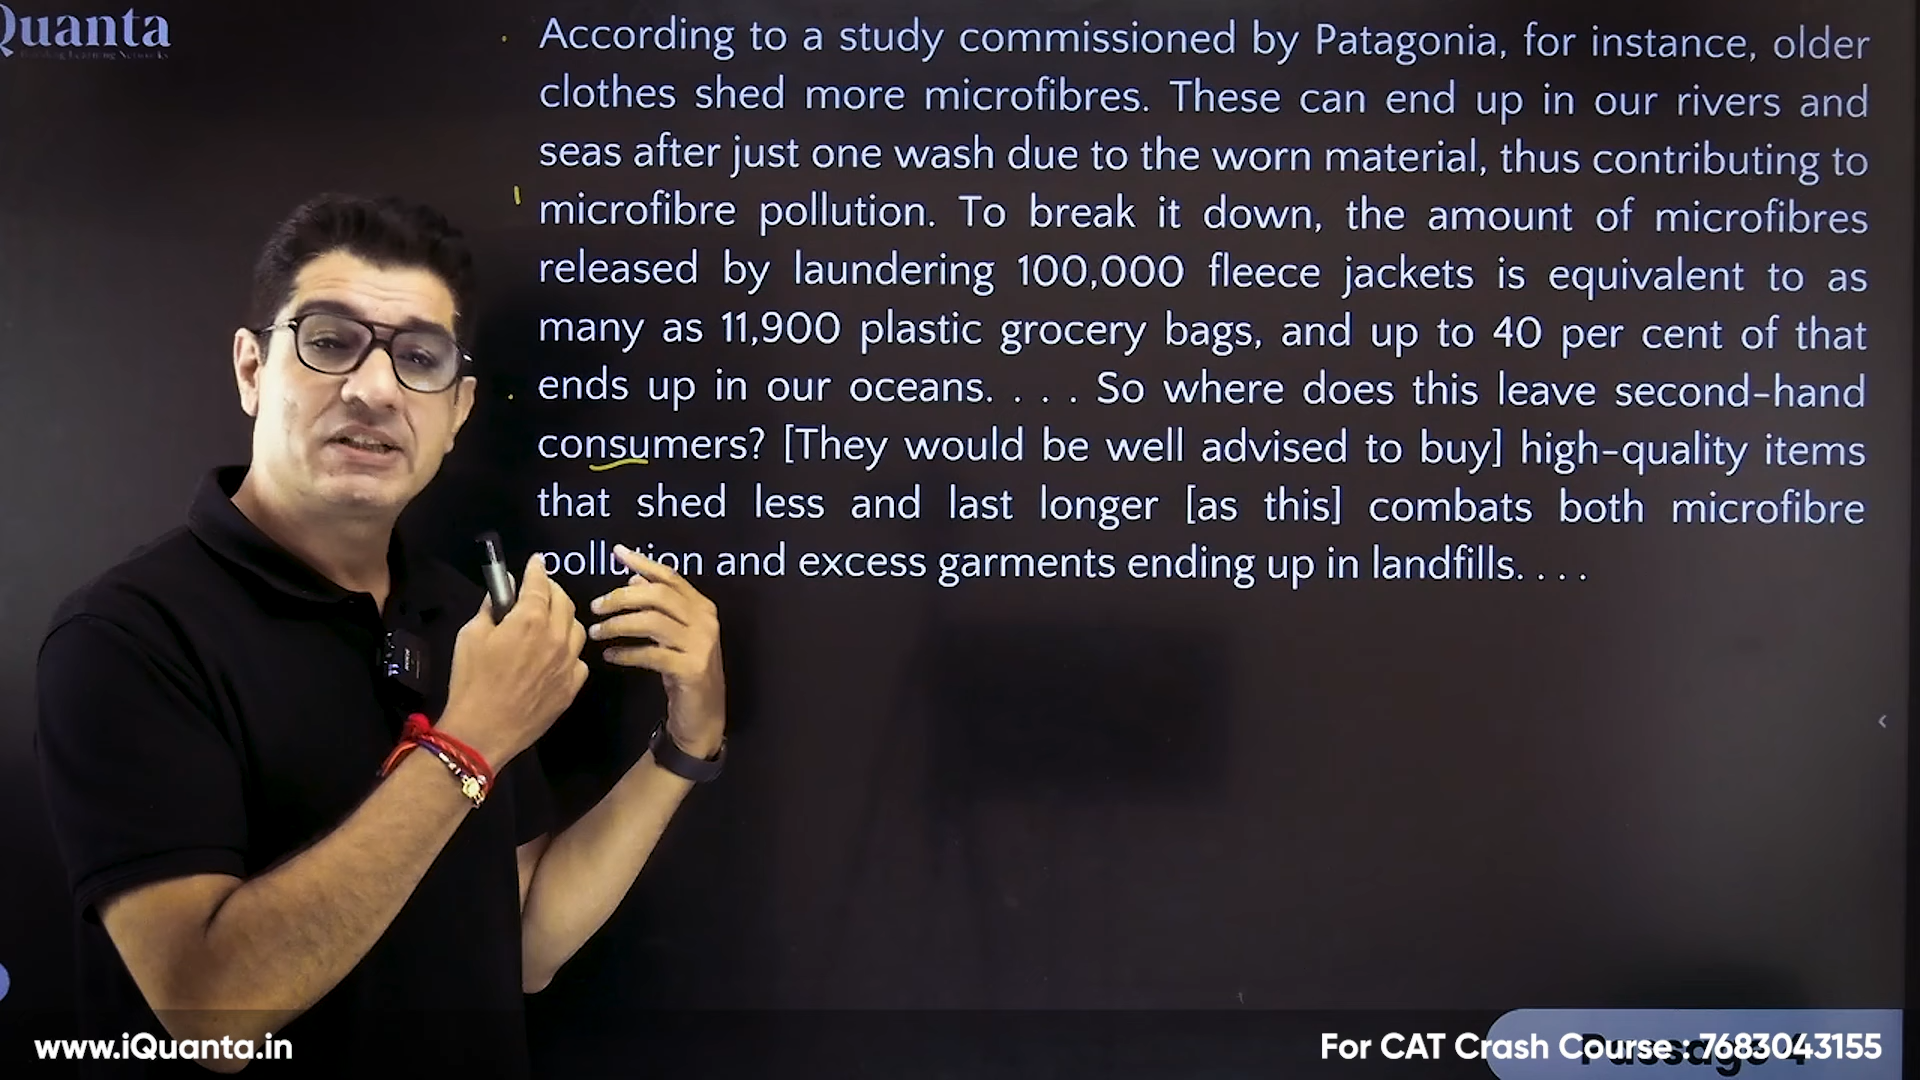 Quanta
According to a study commissioned by Patagonia, for instance, older
clothes shed more microfibres. These can end up in our rivers and
seas after just one wash due to the worn material, thus contributing to
microfibre pollution. To break it down, the amount of microfibres
released by laundering 100,000 fleece jackets is equivalent to as
many as 11,900 plastic grocery bags, and up to 40 per cent of that
ends up in our oceans. . . . So where does this leave second-hand
consumers? [They would be well advised to buy] high-quality items
that shed less and last longer [as this] combats both microfibre
pollution and excess garments ending up in landfills. . . .
www.iQuanta.in
For CAT Crash Course : 7683043155
Passage 4